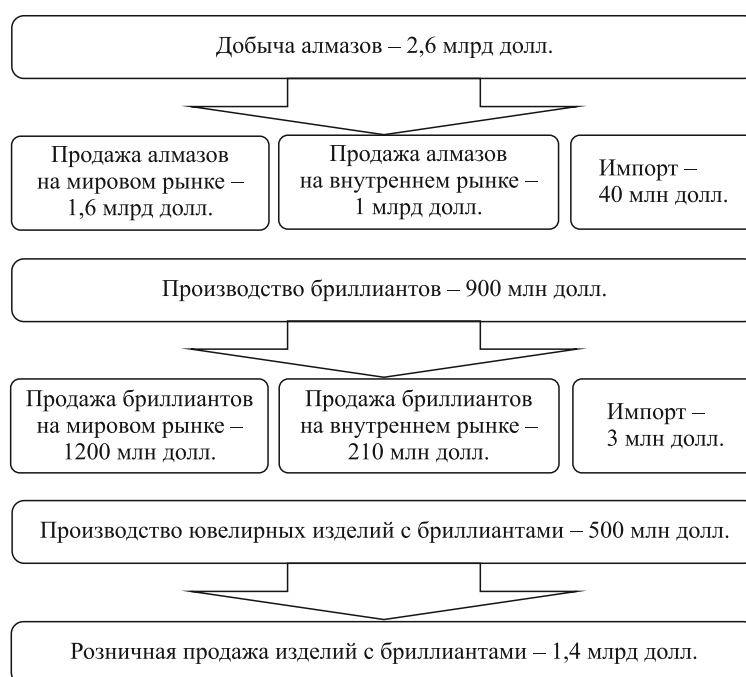 Добыча алмазов – 2,6 млрд долл.
Продажа алмазов
на мировом рынке –
1,6 млрд долл.
Продажа алмазов
на внутреннем рынке –
1 млрд долл.
Импорт –
40 млн долл.
Производство бриллиантов – 900 млн долл.
Продажа бриллиантов
на мировом рынке –
1200 млн долл.
Продажа бриллиантов
на внутреннем рынке –
210 млн долл.
Импорт –
3 млн долл.
Производство ювелирных изделий с бриллиантами – 500 млн долл.
Розничная продажа изделий с бриллиантами – 1,4 млрд долл.